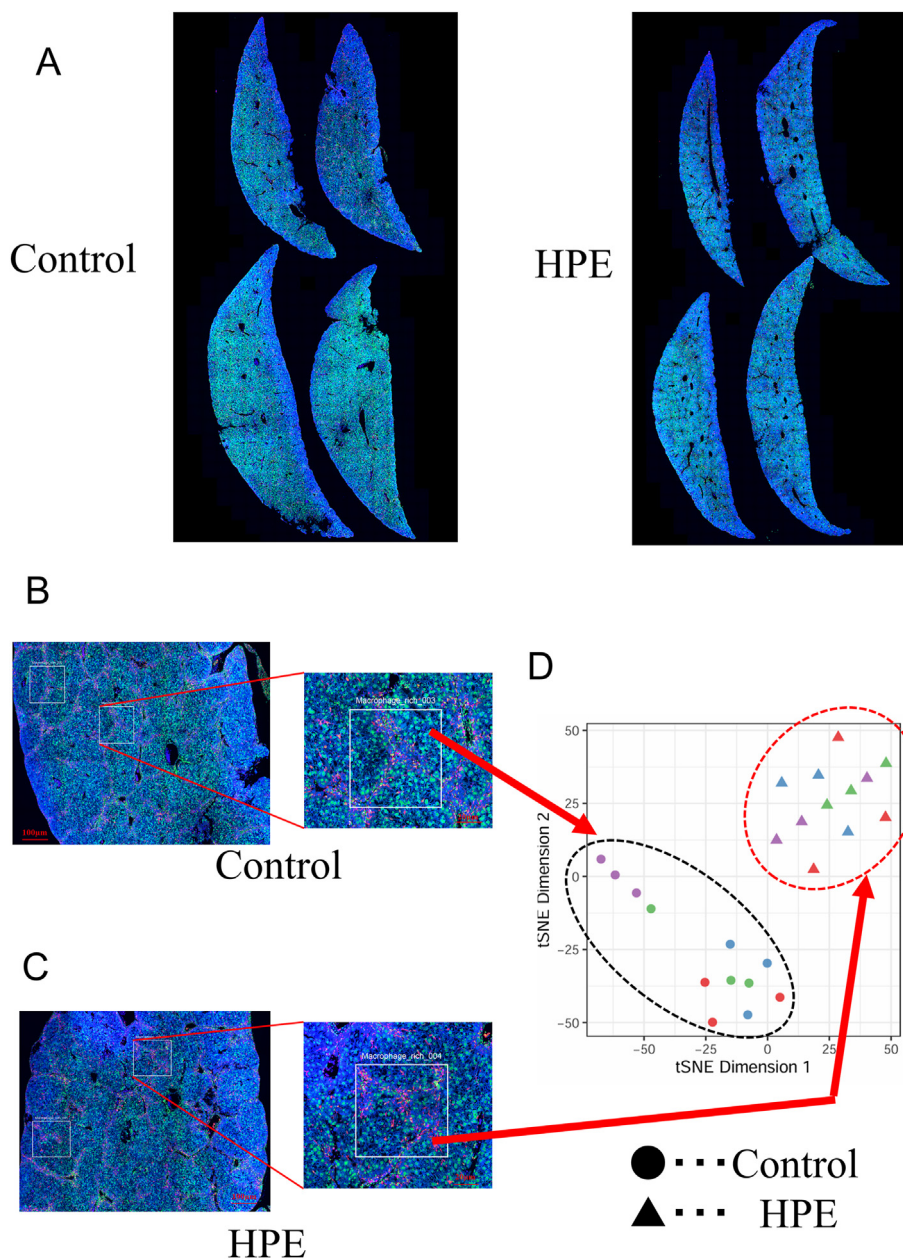 A
Control
HPE
B
Macrophage_rich_003
100μm
Control
C
Macrophage_rich_004
HPE
D
50
25
0
−25
−50
tSNE Dimension 2
−50
−25
0
25
50
tSNE Dimension 1
Control
HPE